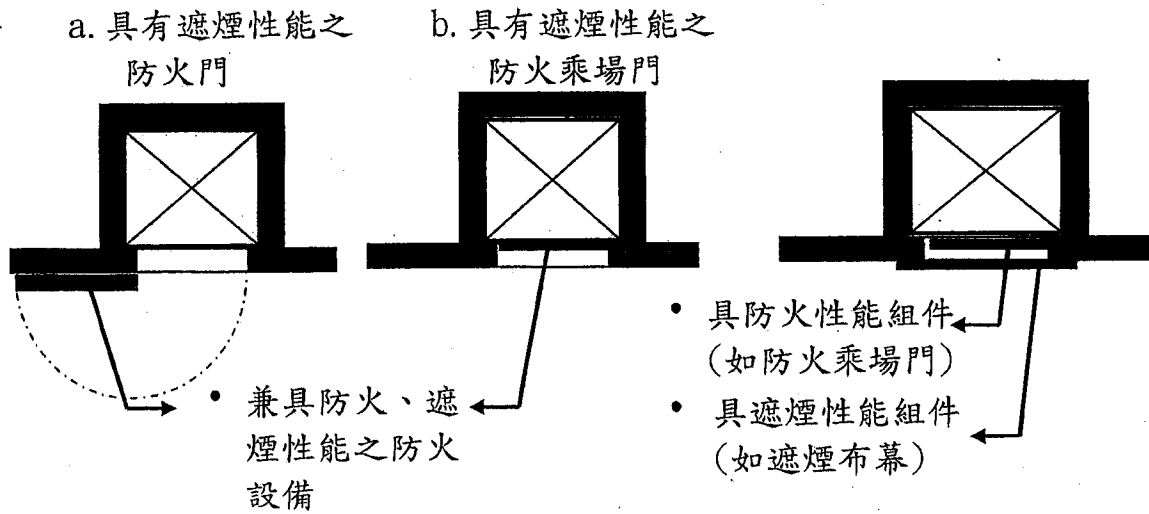 a. 具有遮煙性能之
防火門
b. 具有遮煙性能之
防火乘場門
• 兼具防火、遮
煙性能之防火
設備
• 具防火性能組件
(如防火乘場門)
• 具遮煙性能組件
(如遮煙布幕)